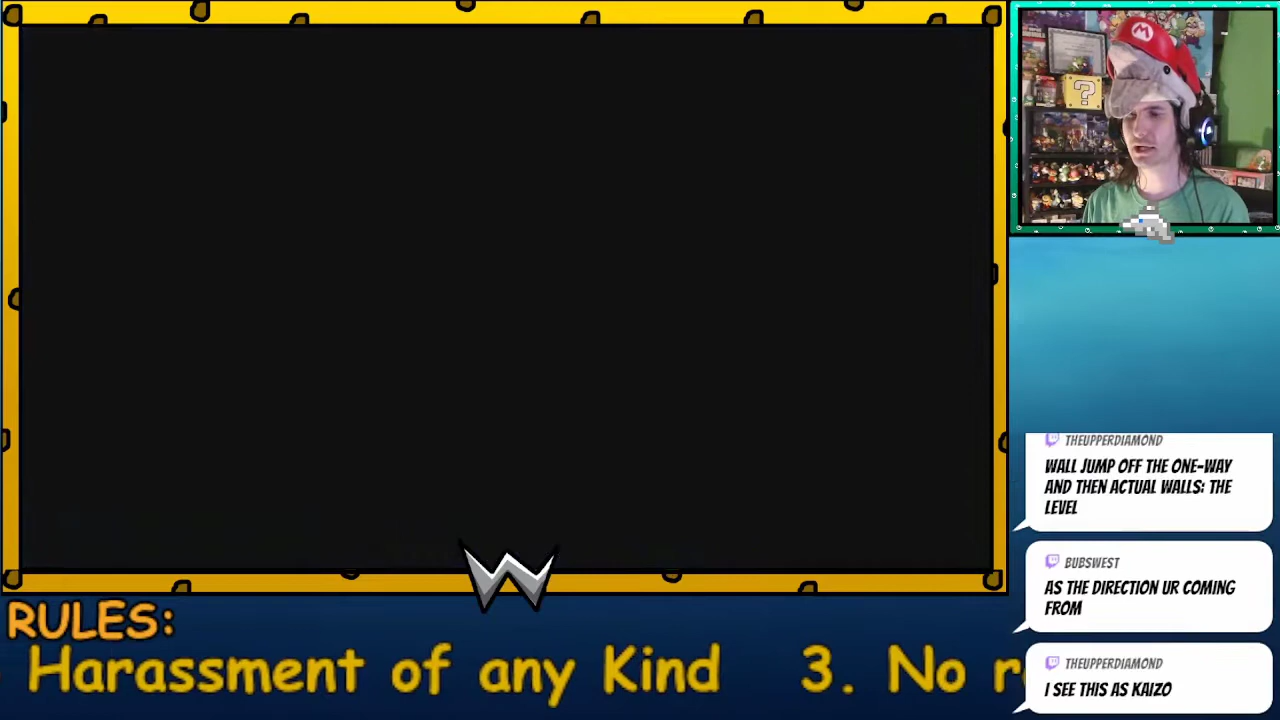 M
?
THEUPPERDIAMOND
WALL JUMP OFF THE ONE-WAY
AND THEN ACTUAL WALLS: THE
LEVEL
BUBSWEST
AS THE DIRECTION UR COMING
FROM
THEUPPERDIAMOND
I SEE THIS AS KAIZO
W
RULES:
Harassment of any Kind 3. No